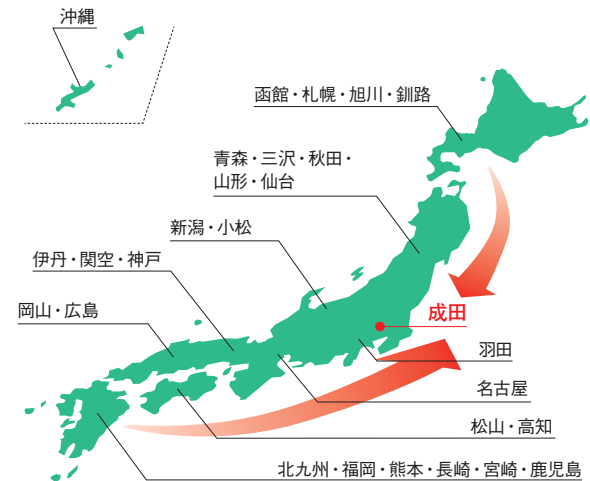 沖縄
函館・札幌・旭川・釧路
青森・三沢・秋田・
山形・仙台
新潟・小松
伊丹・関空・神戸
岡山・広島
成田
羽田
名古屋
松山・高知
北九州・福岡・熊本・長崎・宮崎・鹿児島